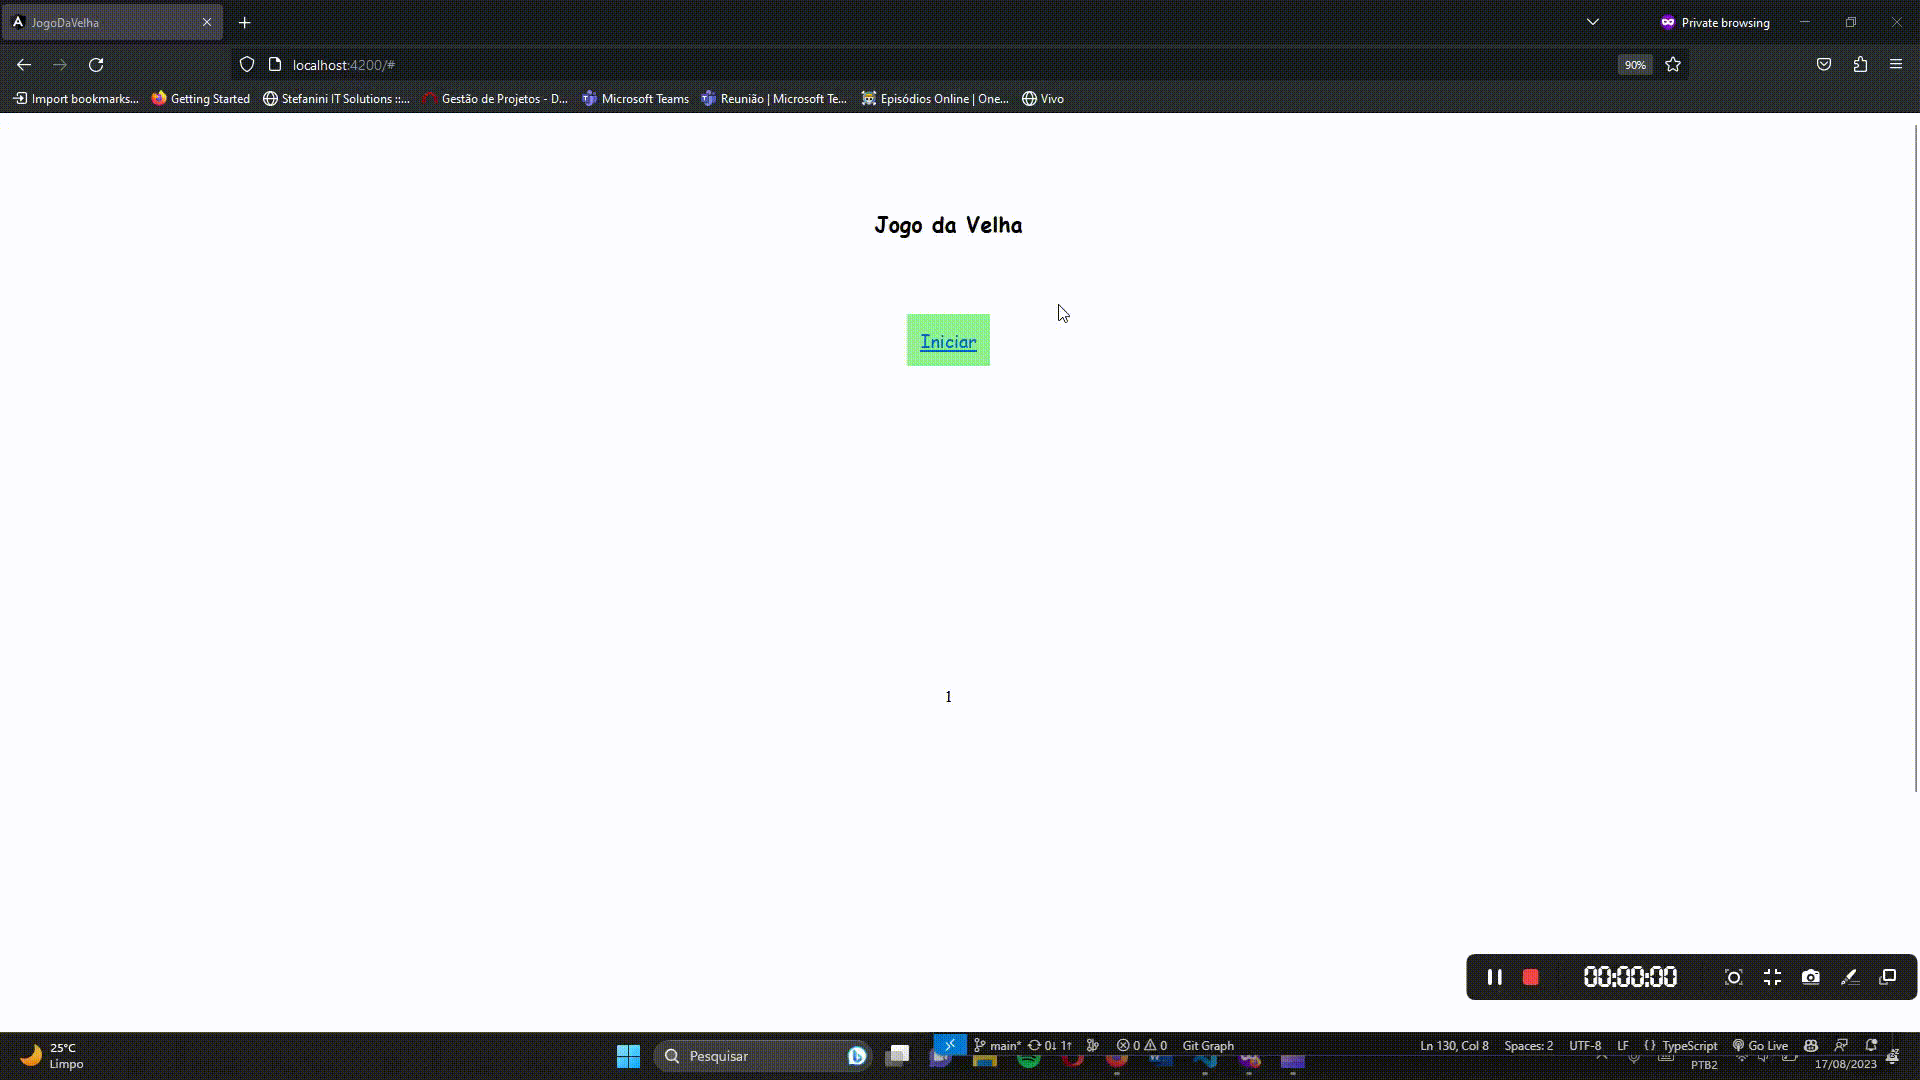 JogoDaVelha
Private browsing
localhost:4200/#
90%
Import bookmarks...
Getting Started
Stefanini IT Solutions ::...
Gestão de Projetos - D...
Microsoft Teams
Reunião | Microsoft Te...
Episódios Online | One...
Vivo
Jogo da Velha
Iniciar
1
00:00:00
25°C
Limpo
Pesquisar
main*
0↓ 1↑
0
0
Git Graph
Ln 130, Col 8
Spaces: 2
UTF-8
LF
{} TypeScript
Go Live
PTB2
17/08/2023